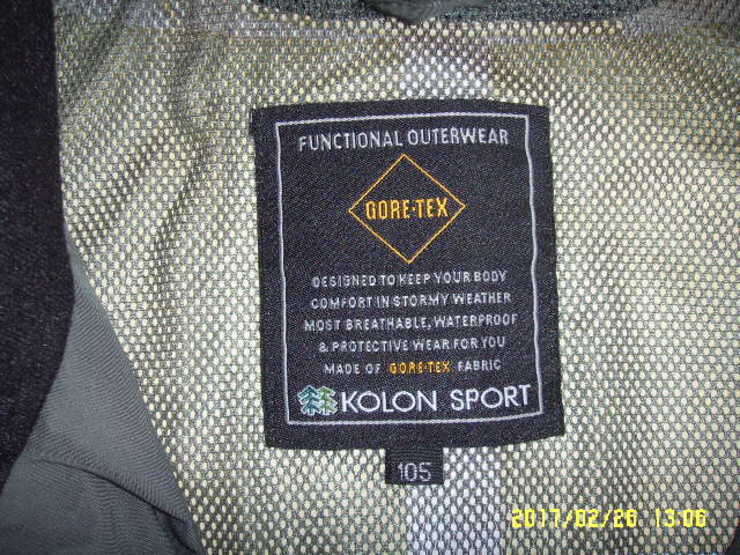 FUNCTIONAL OUTERWEAR
GORE-TEX
DESIGNED TO KEEP YOUR BODY
COMFORT IN STORMY WEATHER
MOST BREATHABLE, WATERPROOF
& PROTECTIVE WEAR FOR YOU
MADE OF GORE-TEX FABRIC
KOLON SPORT
105
2017/02/26 13:06